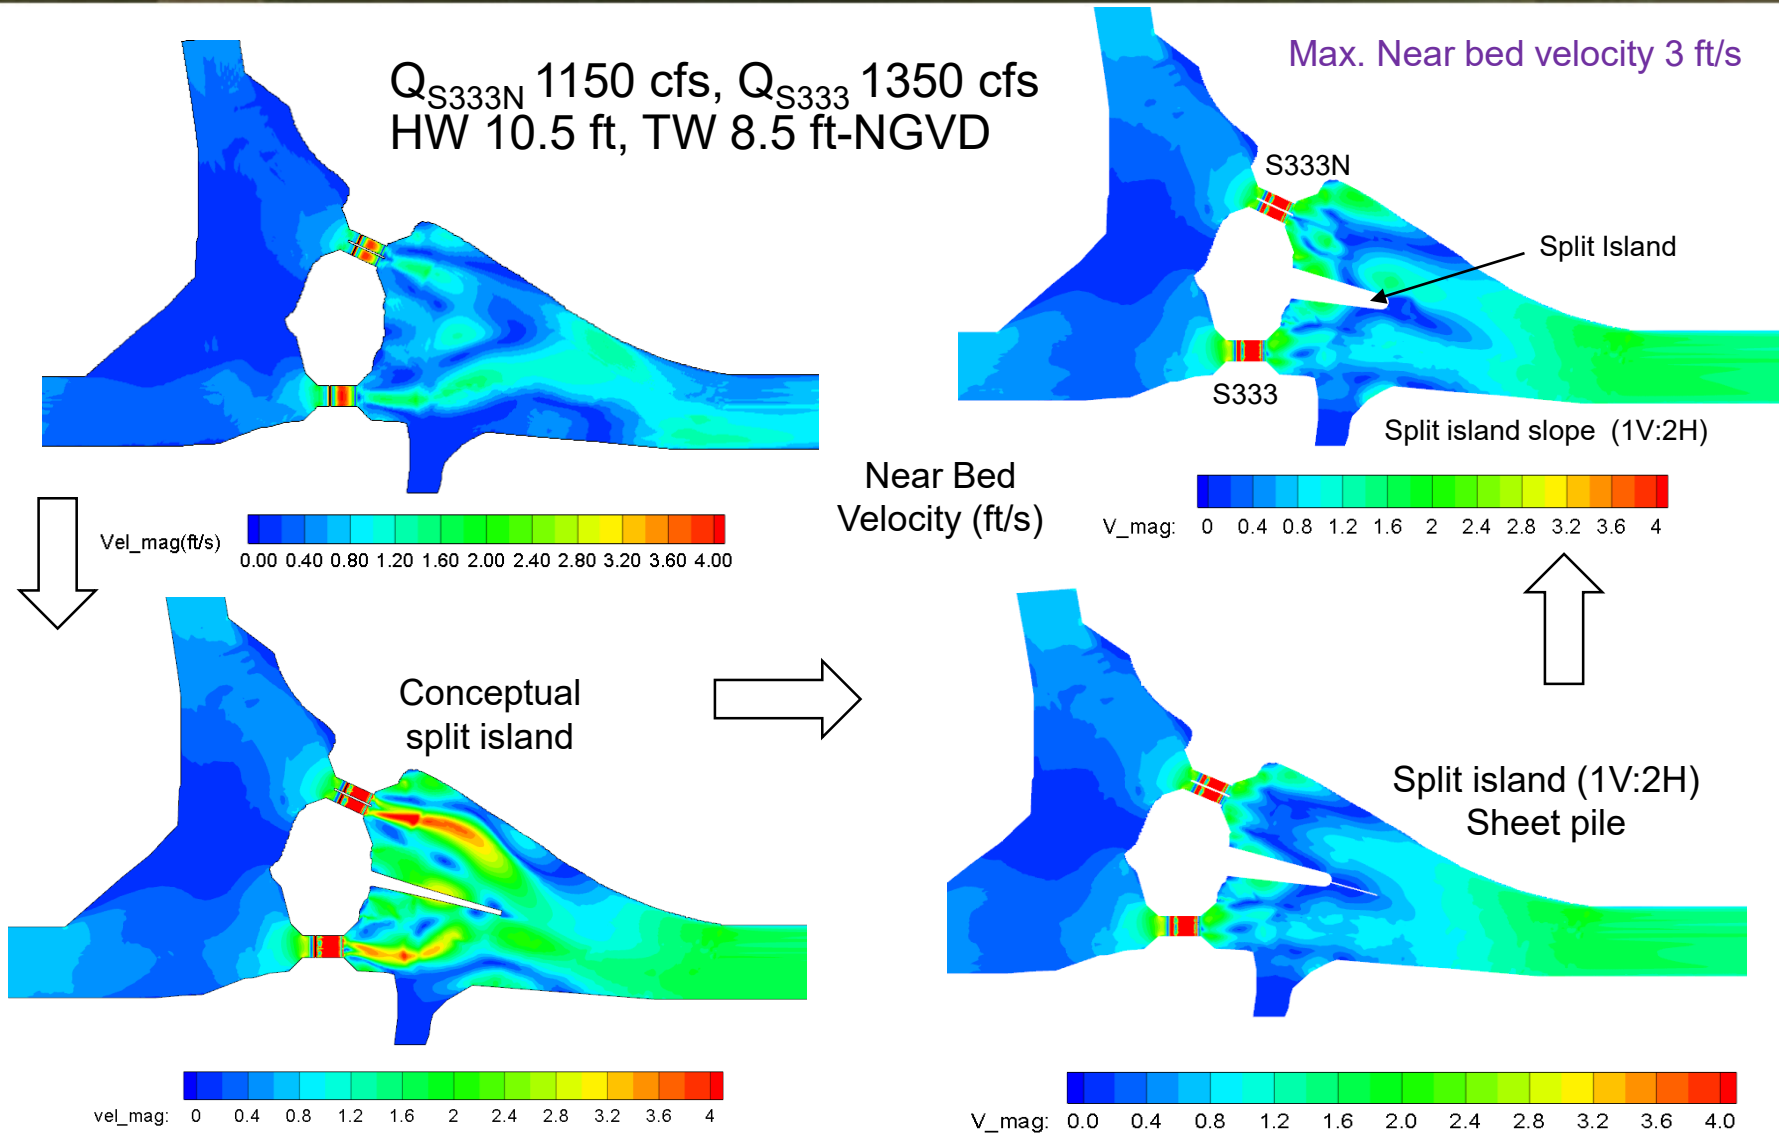 Q_S333N 1150 cfs, Q_S333 1350 cfs
HW 10.5 ft, TW 8.5 ft-NGVD
Max. Near bed velocity 3 ft/s
S333N
Split Island
S333
Split island slope (1V:2H)
Near Bed
Velocity (ft/s)
Vel_mag(ft/s)
0.00 0.40 0.80 1.20 1.60 2.00 2.40 2.80 3.20 3.60 4.00
V_mag: 0 0.4 0.8 1.2 1.6 2 2.4 2.8 3.2 3.6 4
Conceptual
split island
Split island (1V:2H)
Sheet pile
vel_mag: 0 0.4 0.8 1.2 1.6 2 2.4 2.8 3.2 3.6 4
V_mag: 0.0 0.4 0.8 1.2 1.6 2.0 2.4 2.8 3.2 3.6 4.0